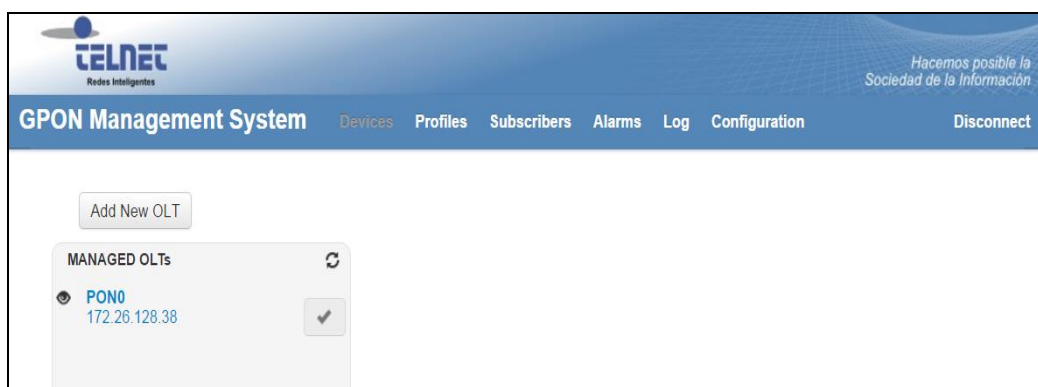 TELNET
Redes Inteligentes
Hacemos posible la
Sociedad de la Información
GPON Management System Devices Profiles Subscribers Alarms Log Configuration Disconnect
Add New OLT
MANAGED OLTs
PON0
172.26.128.38